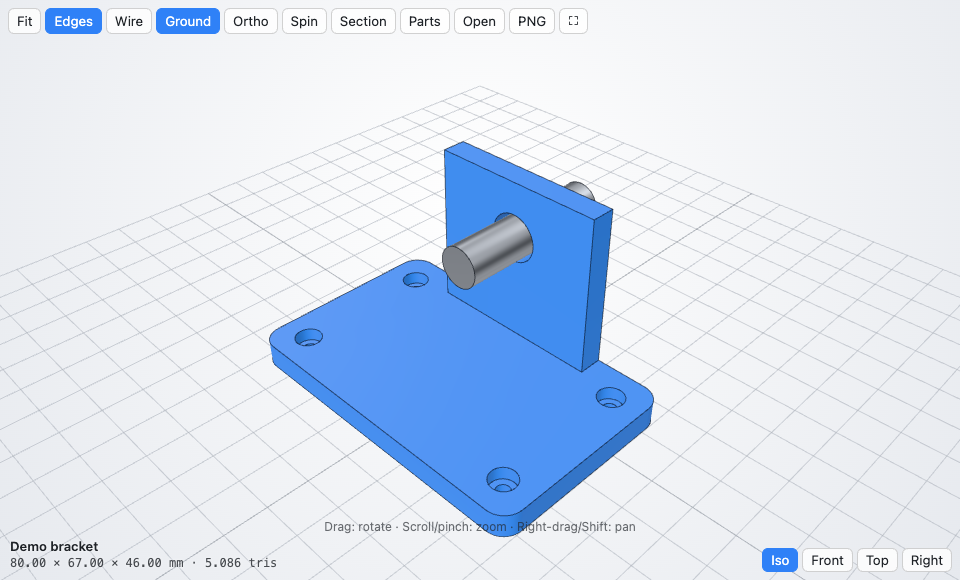 Fit Edges Wire Ground Ortho Spin Section Parts Open PNG
Drag: rotate · Scroll/pinch: zoom · Right-drag/Shift: pan
Demo bracket
80.00 × 67.00 × 46.00 mm · 5.086 tris
Iso Front Top Right